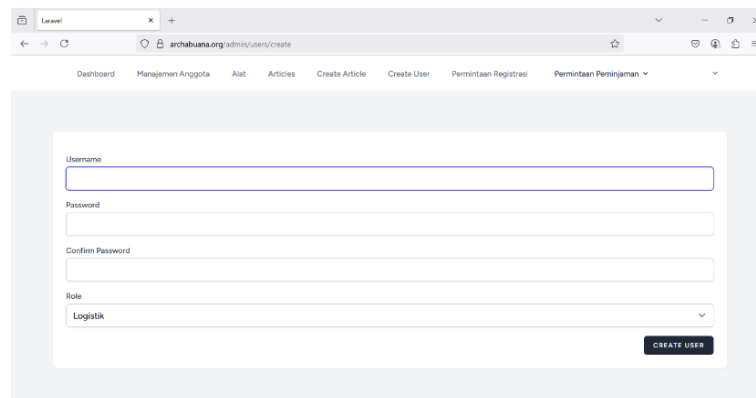 Laravel
archabuana.org/admin/users/create
Dashboard Manajemen Anggota Alat Articles Create Article Create User Permintaan Registrasi Permintaan Peminjaman
Username
Password
Confirm Password
Role
Logistik
CREATE USER